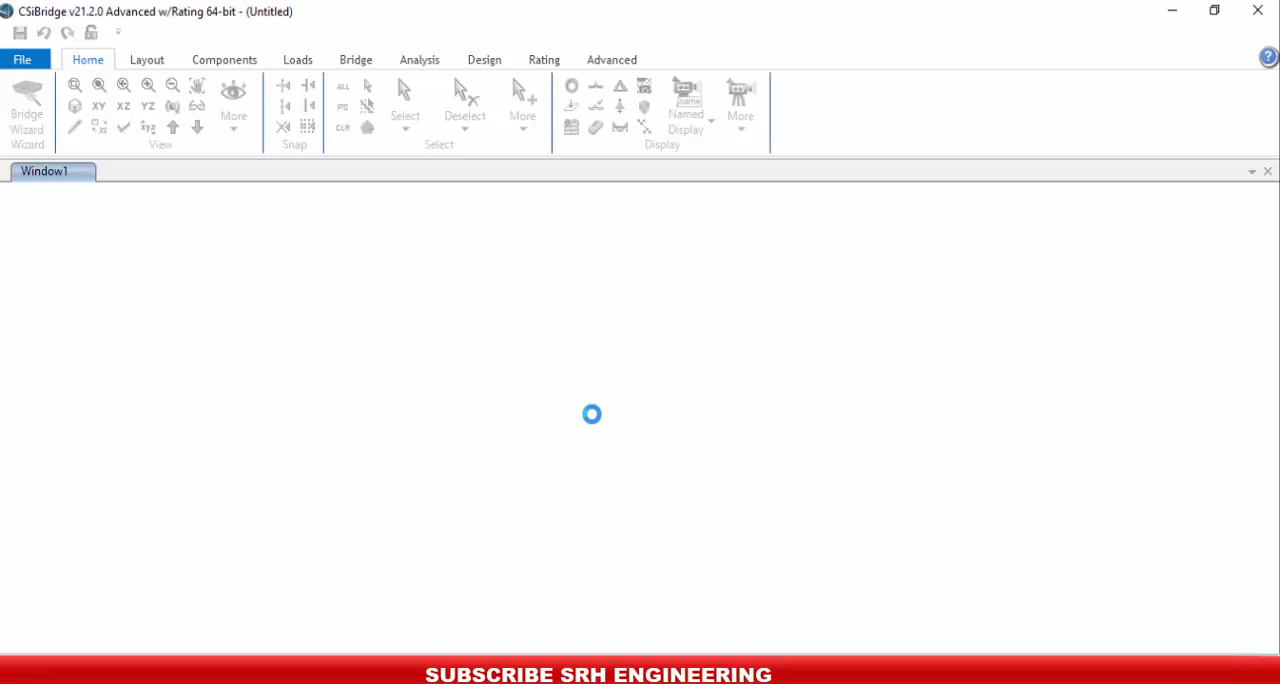 CSiBridge v21.2.0 Advanced w/Rating 64-bit - (Untitled)
File Home Layout Components Loads Bridge Analysis Design Rating Advanced
Bridge Wizard
Wizard
XY XZ YZ
xyz
More
View
Snap
ALL
PS
CLR
Select
Deselect
More
Select
name
Named Display
More
Display
Window1
SUBSCRIBE SRH ENGINEERING